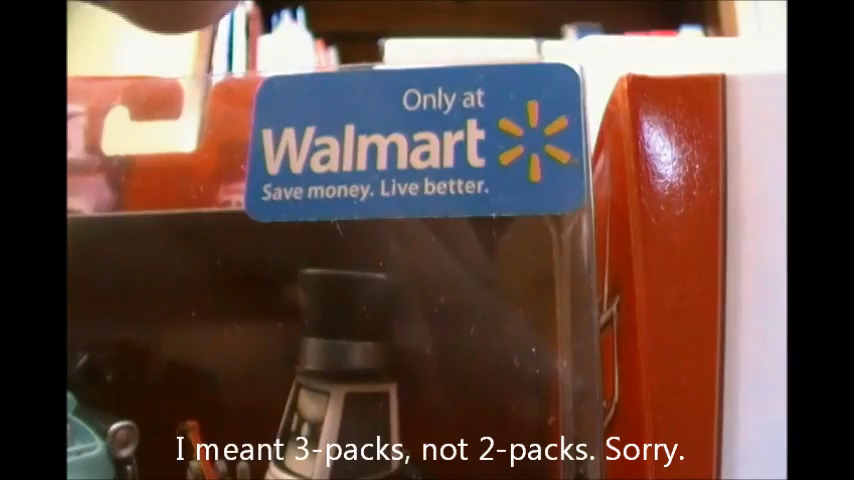 Only at
Walmart
Save money. Live better.
I meant 3-packs, not 2-packs. Sorry.